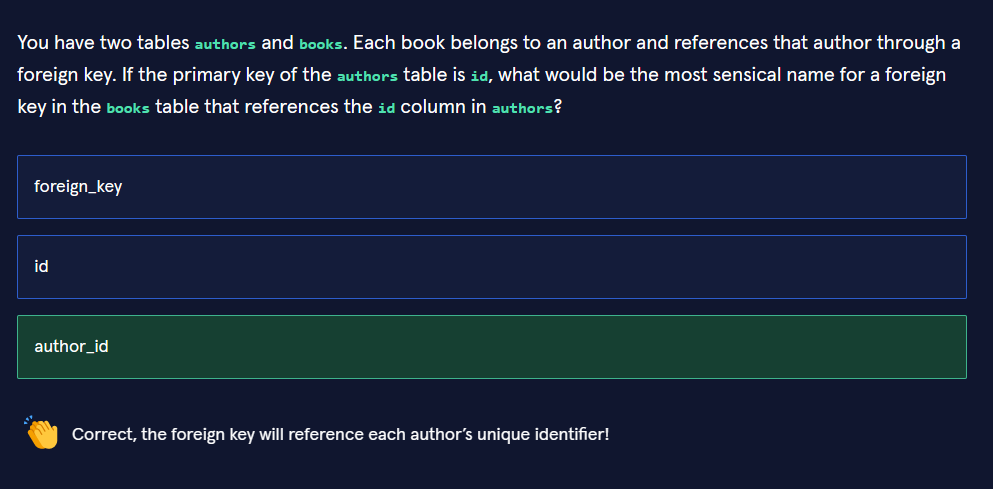 You have two tables authors and books. Each book belongs to an author and references that author through a
foreign key. If the primary key of the authors table is id, what would be the most sensical name for a foreign
key in the books table that references the id column in authors?
foreign_key
id
author_id
Correct, the foreign key will reference each author’s unique identifier!